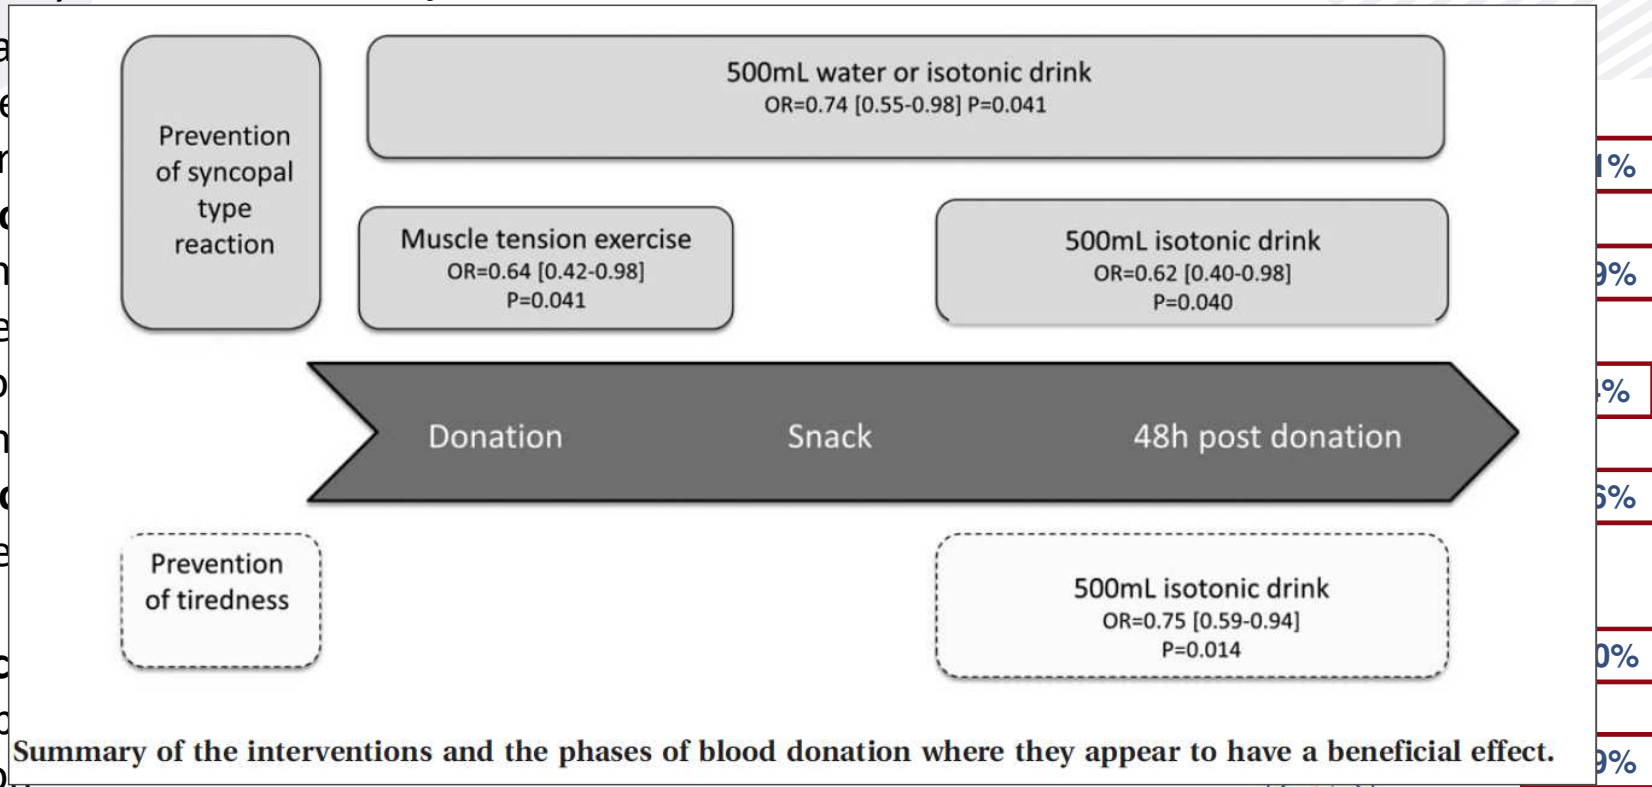 Prevention
of syncopal
type
reaction
500mL water or isotonic drink
OR=0.74 [0.55-0.98] P=0.041
Muscle tension exercise
OR=0.64 [0.42-0.98]
P=0.041
500mL isotonic drink
OR=0.62 [0.40-0.98]
P=0.040
Donation
Snack
48h post donation
Prevention
of tiredness
500mL isotonic drink
OR=0.75 [0.59-0.94]
P=0.014
Summary of the interventions and the phases of blood donation where they appear to have a beneficial effect.